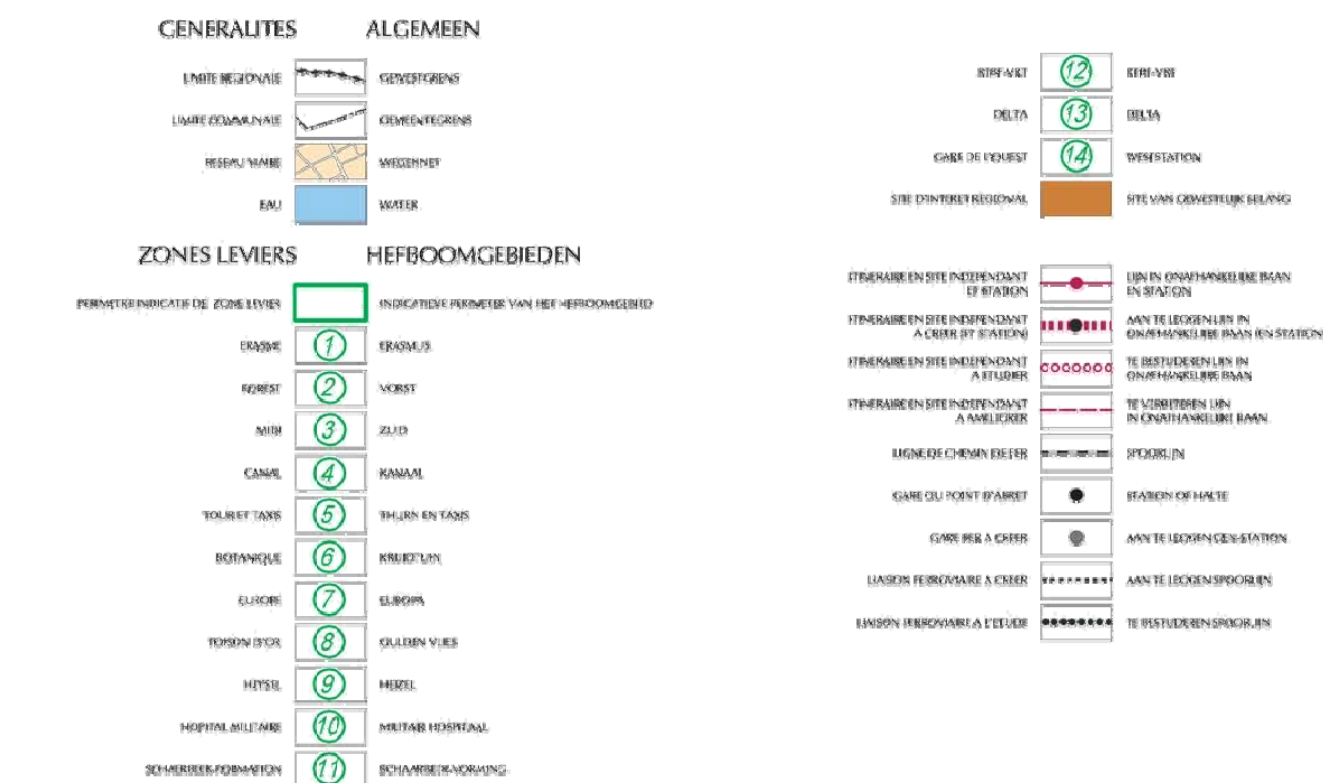 GENERALITES ALGEMEEN
LIMITE REGIONALE GEWESTGRENS
LIMITE COMMUNALE GEMEENTEGRENS
RESEAU VIAIRE WEGENNET
EAU WATER
ZONES LEVIERS HEFBOOMGEBIEDEN
PERIMETRE INDICATIF DE ZONE LEVIER INDICATIEVE PERIMETER VAN HET HEFBOOMGEBIED
ERASME 1 ERASMUS
FOREST 2 VORST
MIDI 3 ZUID
CANAL 4 KANAAL
TOUR ET TAXIS 5 THURN EN TAXIS
BOTANIQUE 6 KRUIDTUIN
EUROPE 7 EUROPA
TOISON D'OR 8 GULDEN VLIES
HEYSEL 9 HEIZEL
HOPITAL MILITAIRE 10 MILITAIR HOSPITAAL
SCHAERBEEK-FORMATION 11 SCHAARBEEK-VORMING
RTBF-VRT 12 RTBF-VRT
DELTA 13 DELTA
GARE DE L'OUEST 14 WESTSTATION
SITE D'INTERET REGIONAL SITE VAN GEWESTELIJK BELANG
ITINERAIRE EN SITE INDEPENDANT LIJN IN ONAFHANKELIJKE BAAN
ET STATION EN STATION
ITINERAIRE EN SITE INDEPENDANT AAN TE LEGGEN LIJN IN
A CREER (ET STATION) ONAFHANKELIJKE BAAN (EN STATION)
ITINERAIRE EN SITE INDEPENDANT TE BESTUDEREN LIJN IN
A ETUDIER ONAFHANKELIJKE BAAN
ITINERAIRE EN SITE INDEPENDANT TE VERBETEREN LIJN
A AMELIORER IN ONAFHANKELIJKE BAAN
LIGNE DE CHEMIN DE FER SPOORLIJN
GARE OU POINT D'ARRET STATION OF HALTE
GARE RER A CREER AAN TE LEGGEN GEN-STATION
LIAISON FERROVIAIRE A CREER AAN TE LEGGEN SPOORLIJN
LIAISON FERROVIAIRE A L'ETUDE TE BESTUDEREN SPOORLIJN